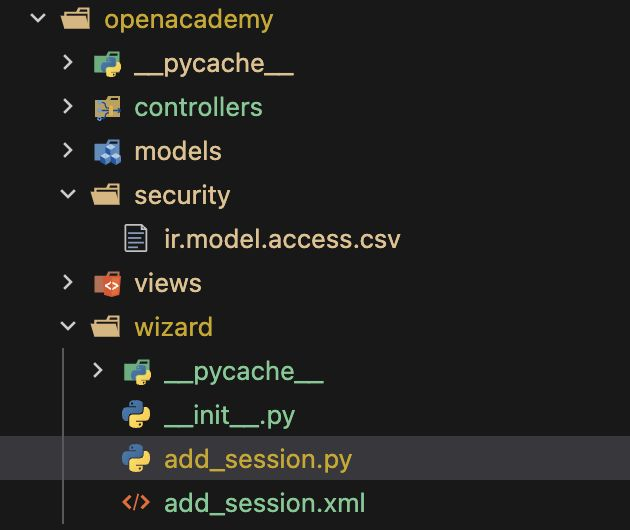 openacademy
__pycache__
controllers
models
security
ir.model.access.csv
views
wizard
__pycache__
__init__.py
add_session.py
add_session.xml